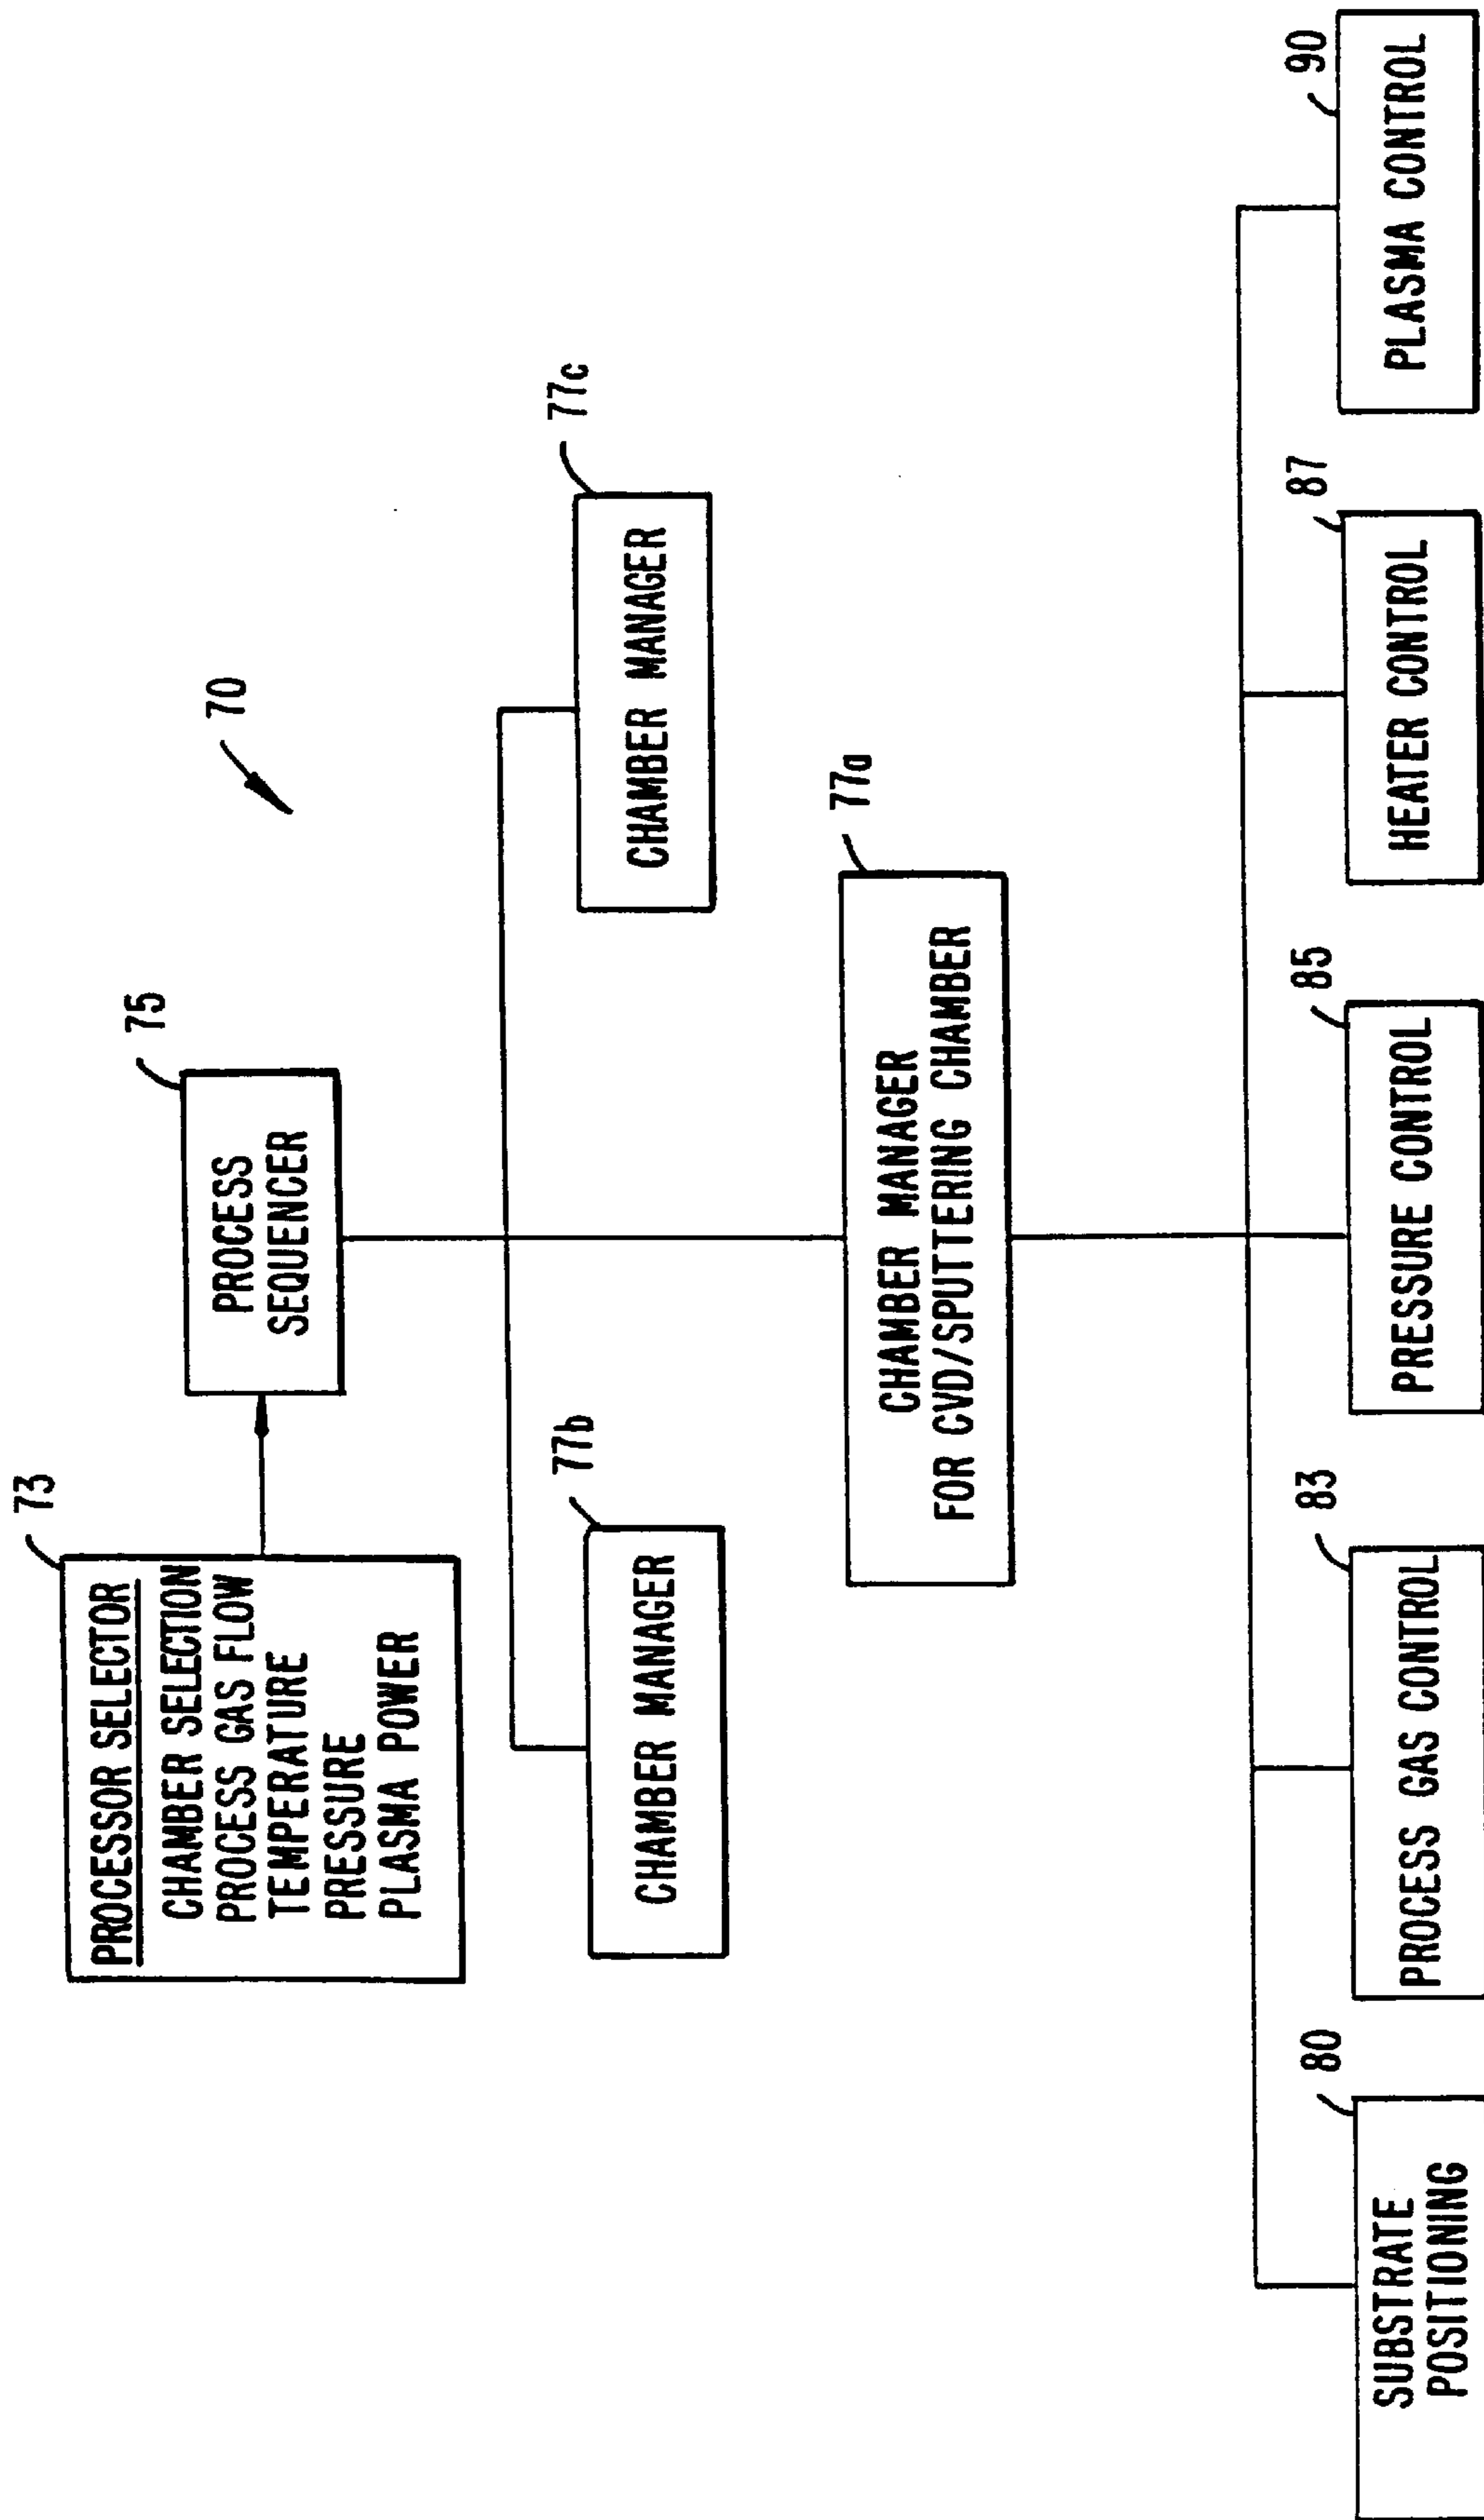 70
73
PROCESSOR SELECTOR
CHAMBER SELECTION
PROCESS GAS FLOW
TEMPERATURE
PRESSURE
PLASMA POWER
75
PROCESS
SEQUENCER
77b
CHAMBER MANAGER
77c
CHAMBER MANAGER
77a
CHAMBER MANAGER
FOR CVD/SPUTTERING CHAMBER
80
SUBSTRATE
POSITIONING
83
PROCESS GAS CONTROL
85
PRESSURE CONTROL
87
HEATER CONTROL
90
PLASMA CONTROL